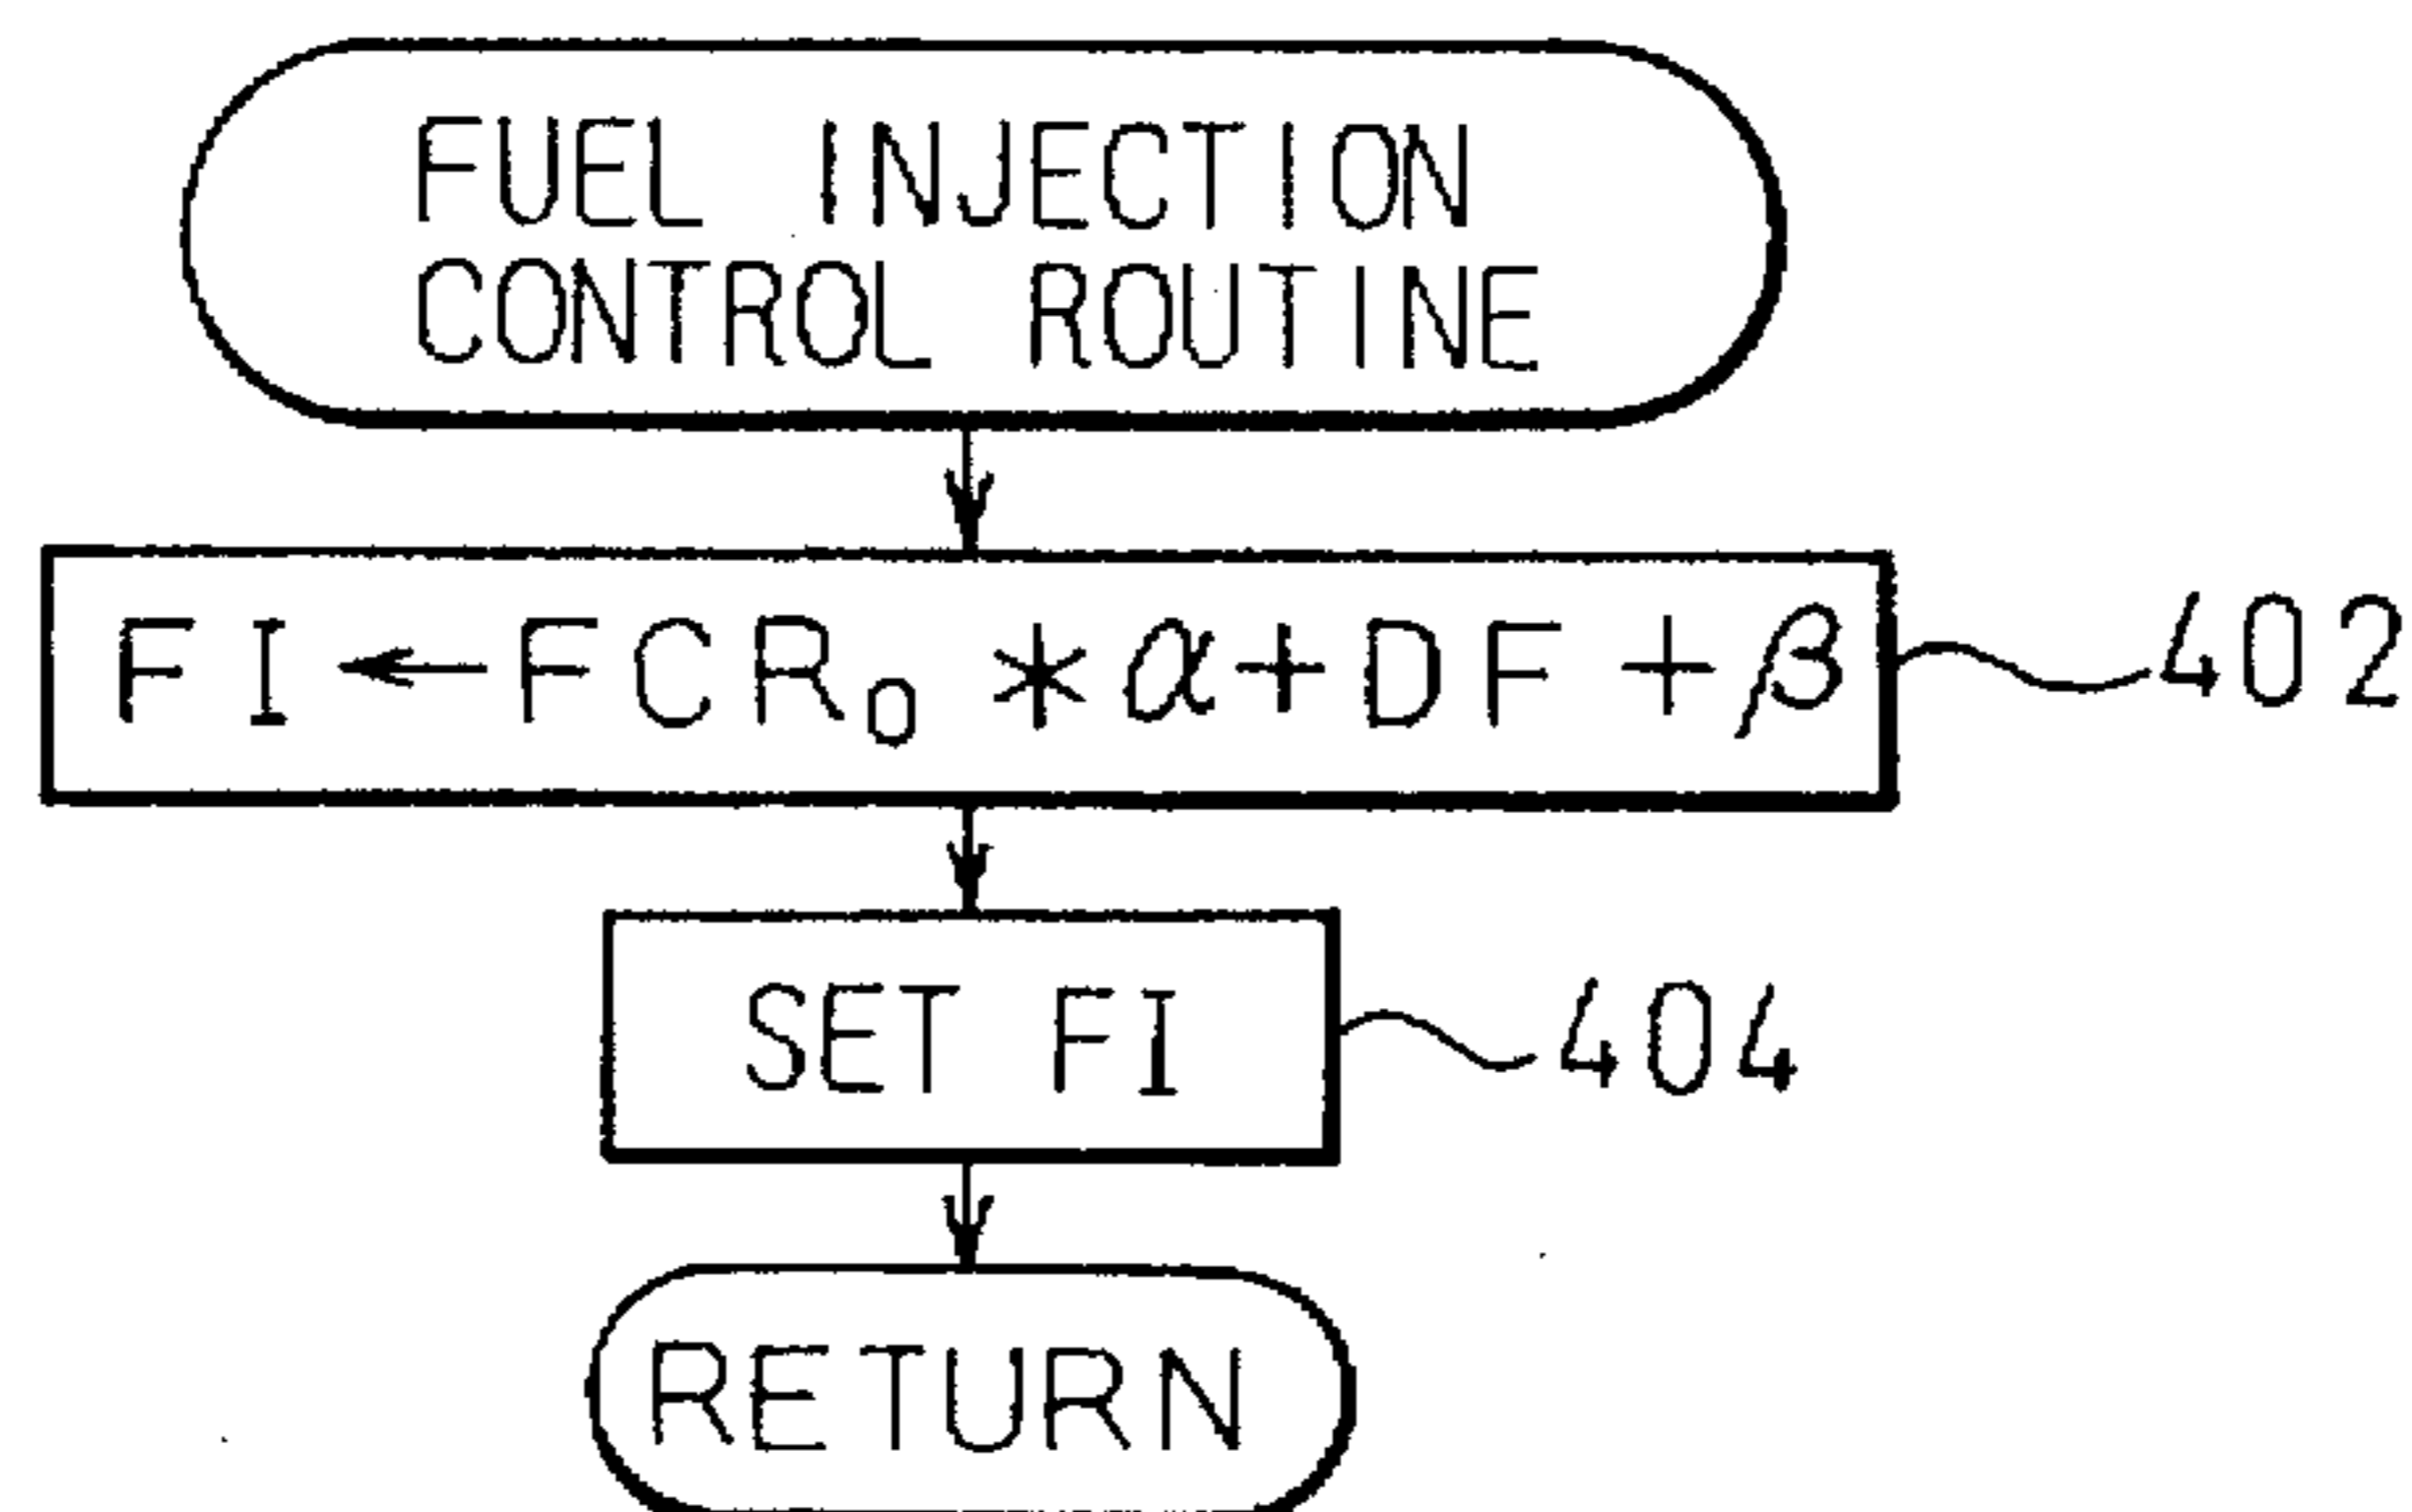 FUEL INJECTION
CONTROL ROUTINE
FI ← FCR₀ * α + DF + β
402
SET FI
404
RETURN